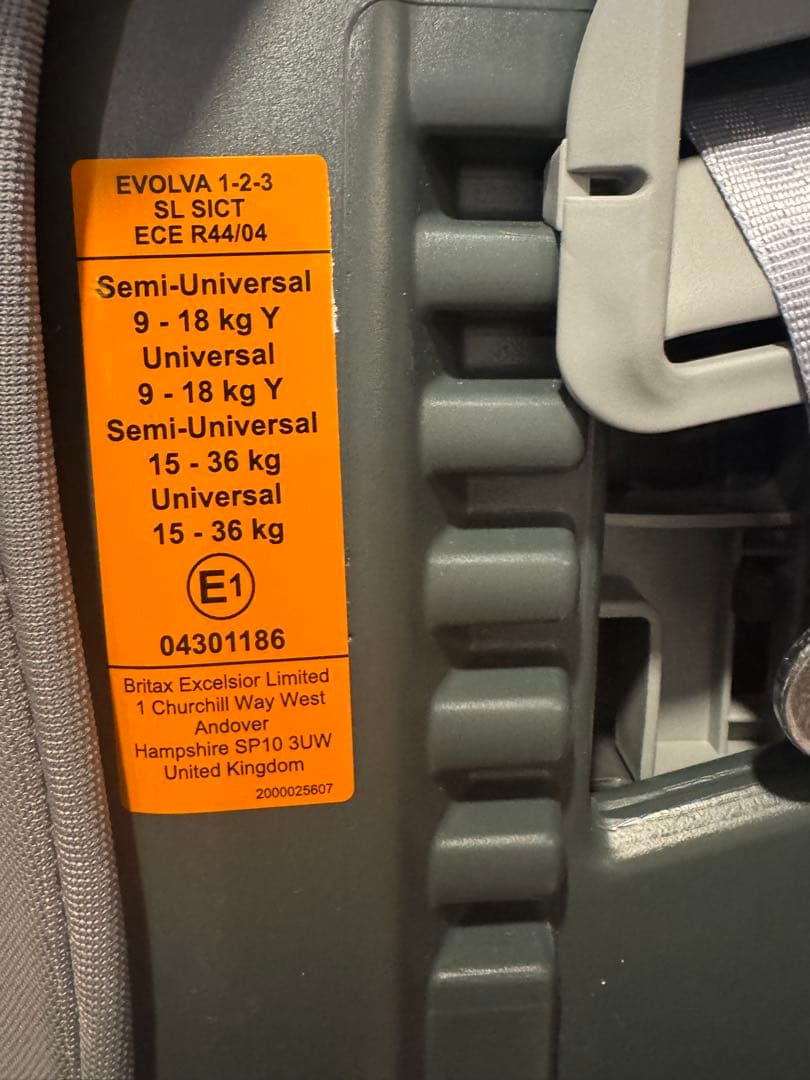 EVOLVA 1-2-3
SL SICT
ECE R44/04
Semi-Universal
9 - 18 kg Y
Universal
9 - 18 kg Y
Semi-Universal
15 - 36 kg
Universal
15 - 36 kg
E1
04301186
Britax Excelsior Limited
1 Churchill Way West
Andover
Hampshire SP10 3UW
United Kingdom
2000025607